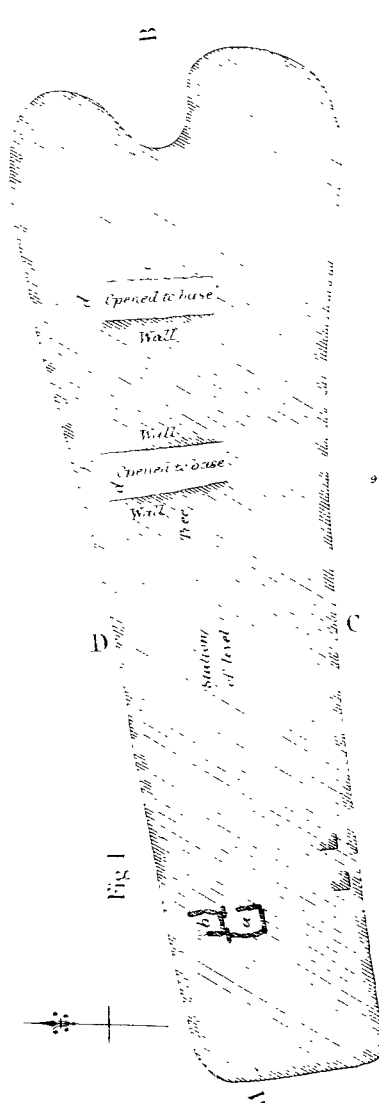 B
d
Opened to base
Wall
Wall
d
Opened to base
Wall
Tree
D
Station
of level
C
Fig 1
b
a
A